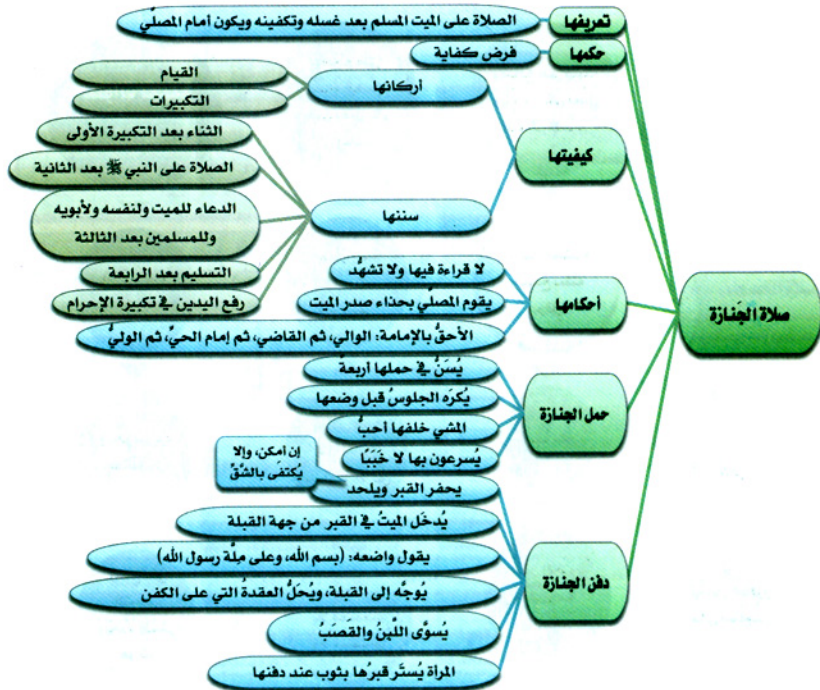 صلاة الجَنازة
تعريفها
الصلاة على الميت المسلم بعد غسله وتكفينه ويكون أمام المصلّي
حكمها
فرض كفاية
كيفيتها
أركانها
القيام
التكبيرات
سننها
الثناء بعد التكبيرة الأولى
الصلاة على النبي ﷺ بعد الثانية
الدعاء للميت ولنفسه ولأبويه
وللمسلمين بعد الثالثة
التسليم بعد الرابعة
رفع اليدين في تكبيرة الإحرام
أحكامها
لا قراءة فيها ولا تشهُّد
يقوم المصلّي بحذاء صدر الميت
الأحقُّ بالإمامة: الوالي، ثم القاضي، ثم إمام الحيِّ، ثم الوليُّ
حمل الجنازة
يُسَنُّ في حملها أربعةٌ
يُكرَه الجلوسُ قبل وضعها
المشي خلفها أحبُّ
يُسرعون بها لا خَبَبًا
دفن الجنازة
يحفر القبر ويلحد
إن أمكن، وإلا
يُكتفَى بالشَّقِّ
يُدخَل الميتُ في القبر من جهة القبلة
يقول واضعه: (بسم الله، وعلى مِلَّة رسول الله)
يُوجَّه إلى القبلة، ويُحَلُّ العقدةُ التي على الكفن
يُسوَّى اللَّبِنُ والقَصَبُ
المرأة يُستَر قبرُها بثوب عند دفنها